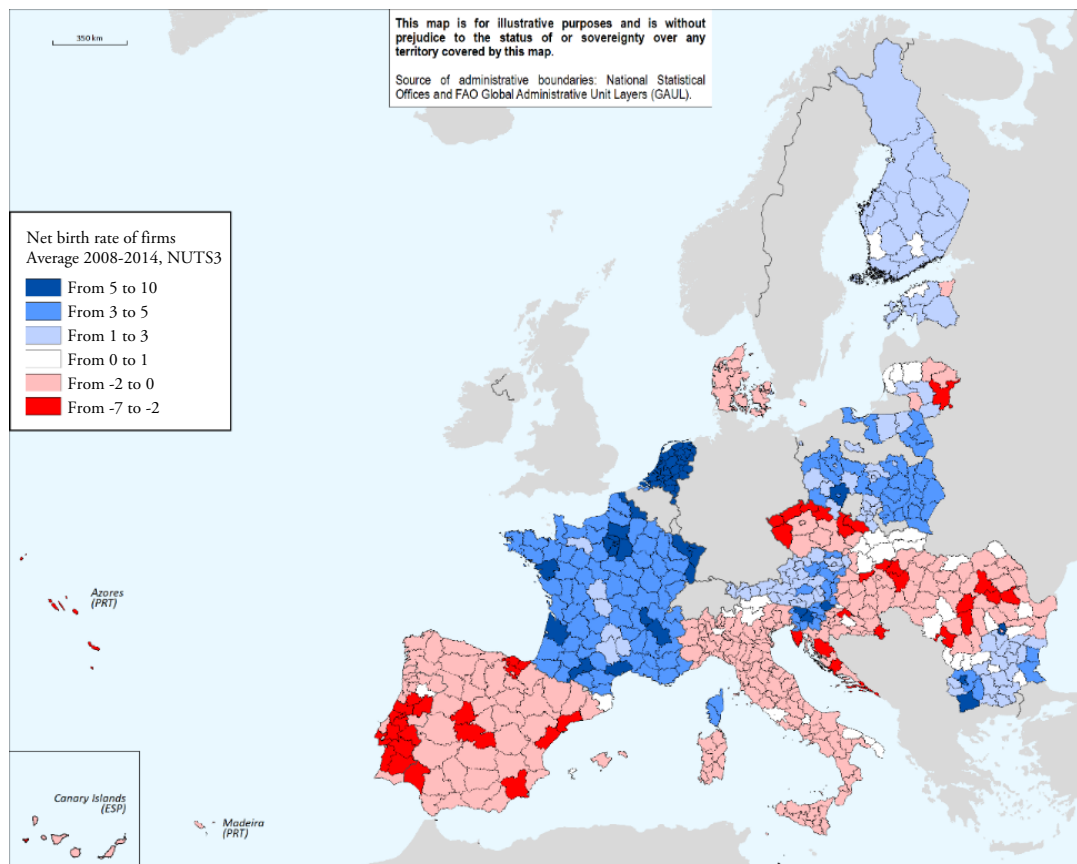 This map is for illustrative purposes and is without
prejudice to the status of or sovereignty over any
territory covered by this map.
Source of administrative boundaries: National Statistical
Offices and FAO Global Administrative Unit Layers (GAUL).
350 km
Net birth rate of firms
Average 2008-2014, NUTS3
From 5 to 10
From 3 to 5
From 1 to 3
From 0 to 1
From -2 to 0
From -7 to -2
Azores
(PRT)
Canary Islands
(ESP)
Madeira
(PRT)